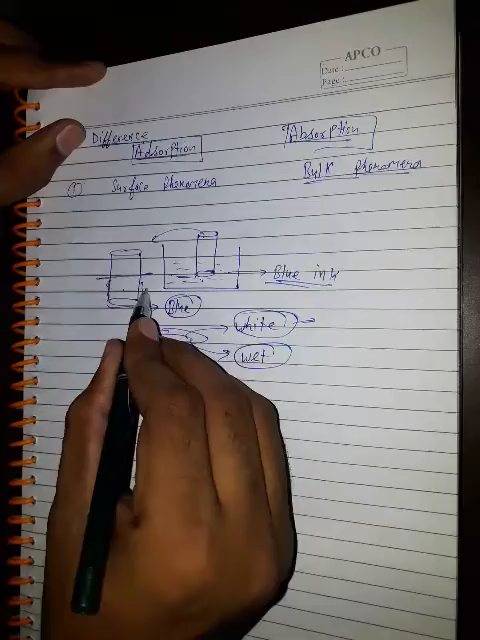 APCO
Date :
Page :
Difference
Adsorption
Absorption
① Surface phenomena
Bulk phenomena
Blue ink
Blue
white
wet